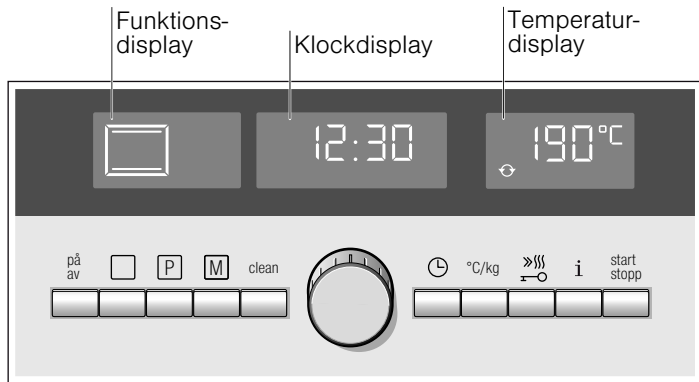 Funktions-
display
Klockdisplay
Temperatur-
display
12:30
190°C
på
av
P
M
clean
°C/kg
i
start
stopp